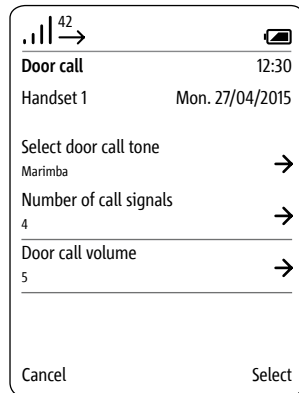 42
Door call 12:30
Handset 1 Mon. 27/04/2015
Select door call tone
Marimba
Number of call signals
4
Door call volume
5
Cancel Select